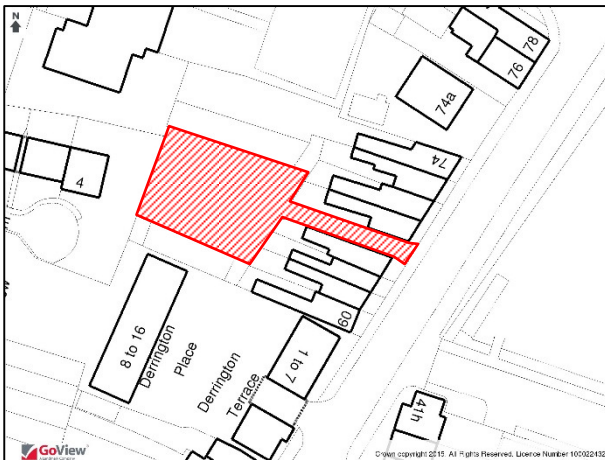 N
78
76
74a
74
4
60
8 to 16
Derrington
Place
Derrington
Terrace
1 to 7
41h
GoView
Crown copyright 2015. All Rights Reserved. Licence Number 100022432